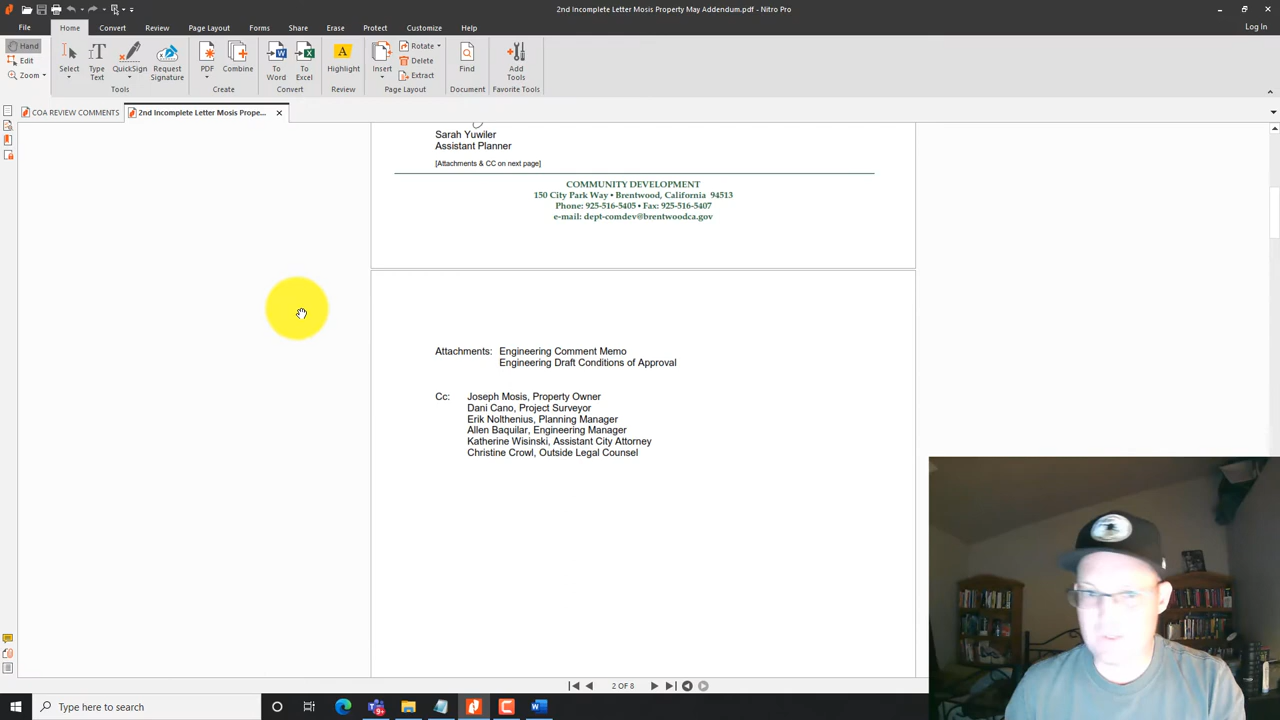 2nd Incomplete Letter Mosis Property May Addendum.pdf - Nitro Pro
File Home Convert Review Page Layout Forms Share Erase Protect Customize Help Log In
Hand
Edit
Zoom
Select
Type Text
QuickSign
Request Signature
Tools
PDF
Combine
Create
To Word
To Excel
Convert
Highlight
Review
Insert
Rotate
Delete
Extract
Page Layout
Find
Document
Add Tools
Favorite Tools
COA REVIEW COMMENTS
2nd Incomplete Letter Mosis Prope...
Sarah Yuwiler
Assistant Planner
[Attachments & CC on next page]
COMMUNITY DEVELOPMENT
150 City Park Way • Brentwood, California 94513
Phone: 925-516-5405 • Fax: 925-516-5407
e-mail: dept-comdev@brentwoodca.gov
Attachments: Engineering Comment Memo
Engineering Draft Conditions of Approval
Cc: Joseph Mosis, Property Owner
Dani Cano, Project Surveyor
Erik Nolthenius, Planning Manager
Allen Baquilar, Engineering Manager
Katherine Wisinski, Assistant City Attorney
Christine Crowl, Outside Legal Counsel
2 OF 8
Type here to search